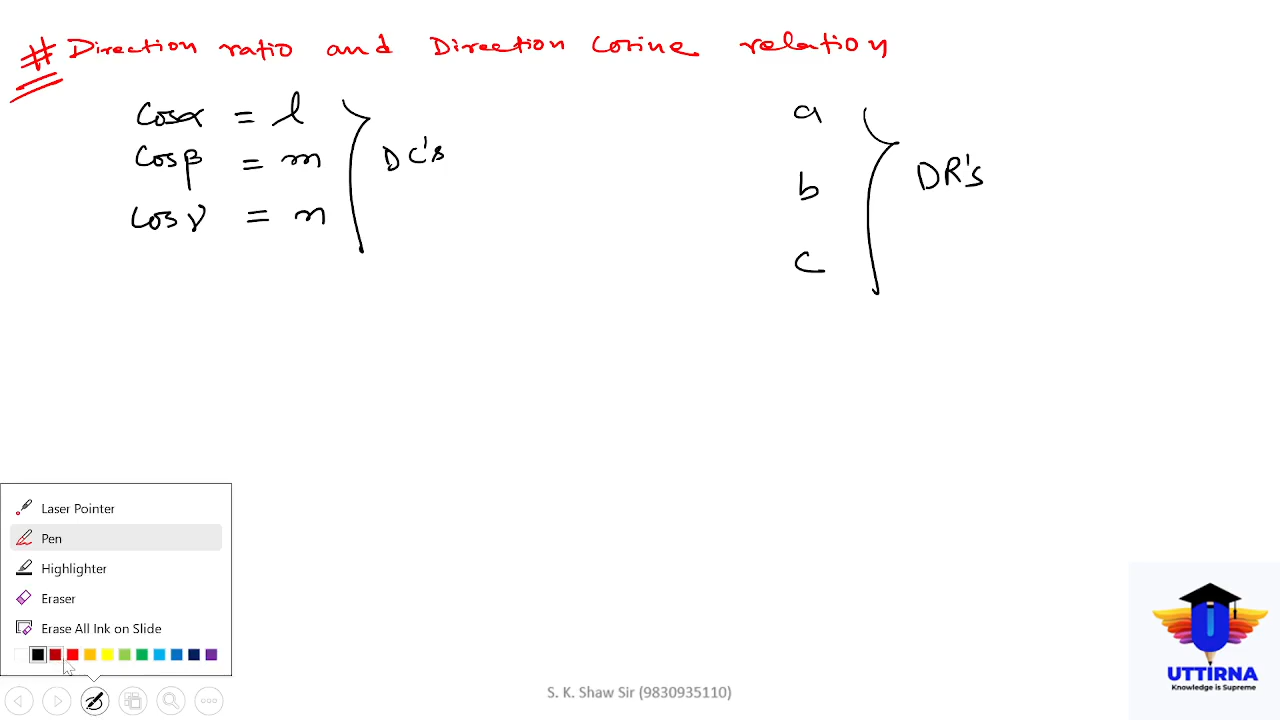 # Direction ratio and Direction Cosine relation
cosα = l
cosβ = m
cosγ = n
DC's
a
b
c
DR's
Laser Pointer
Pen
Highlighter
Eraser
Erase All Ink on Slide
S. K. Shaw Sir (9830935110)
U
UTTIRNA
Knowledge is Supreme